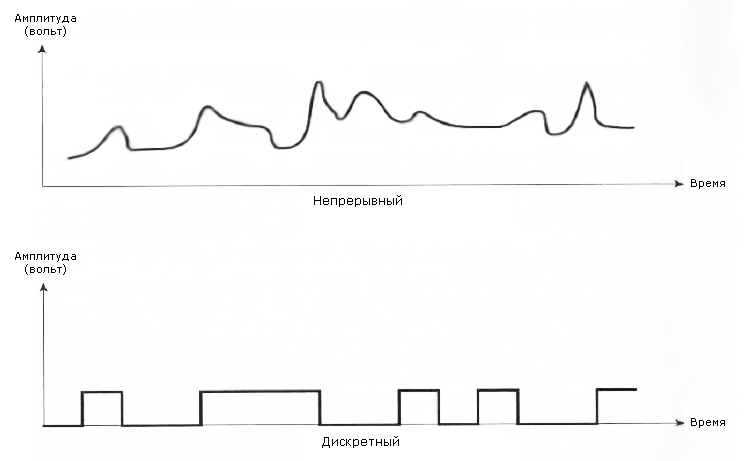 Амплитуда
(вольт)
Время
Непрерывный
Амплитуда
(вольт)
Время
Дискретный